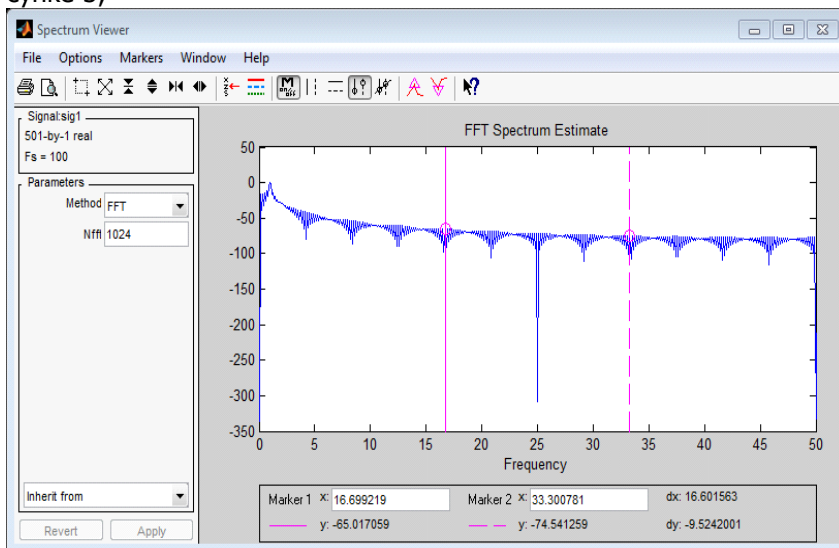 Spectrum Viewer
File Options Markers Window Help
Signal:sig1
501-by-1 real
Fs = 100
Parameters
Method FFT
Nfft 1024
Inherit from
Revert Apply
FFT Spectrum Estimate
50
0
-50
-100
-150
-200
-250
-300
-350
0 5 10 15 20 25 30 35 40 45 50
Frequency
Marker 1 x: 16.699219 Marker 2 x: 33.300781 dx: 16.601563
y: -65.017059 y: -74.541259 dy: -9.5242001